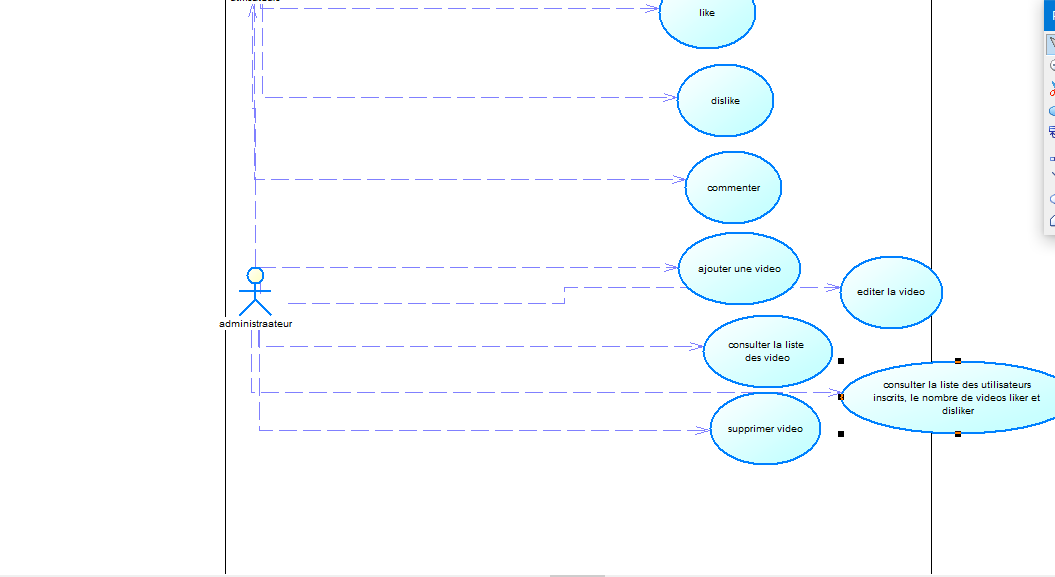 like
dislike
commenter
ajouter une video
editer la video
administraateur
consulter la liste
des video
consulter la liste des utilisateurs
inscrits, le nombre de videos liker et
disliker
supprimer video